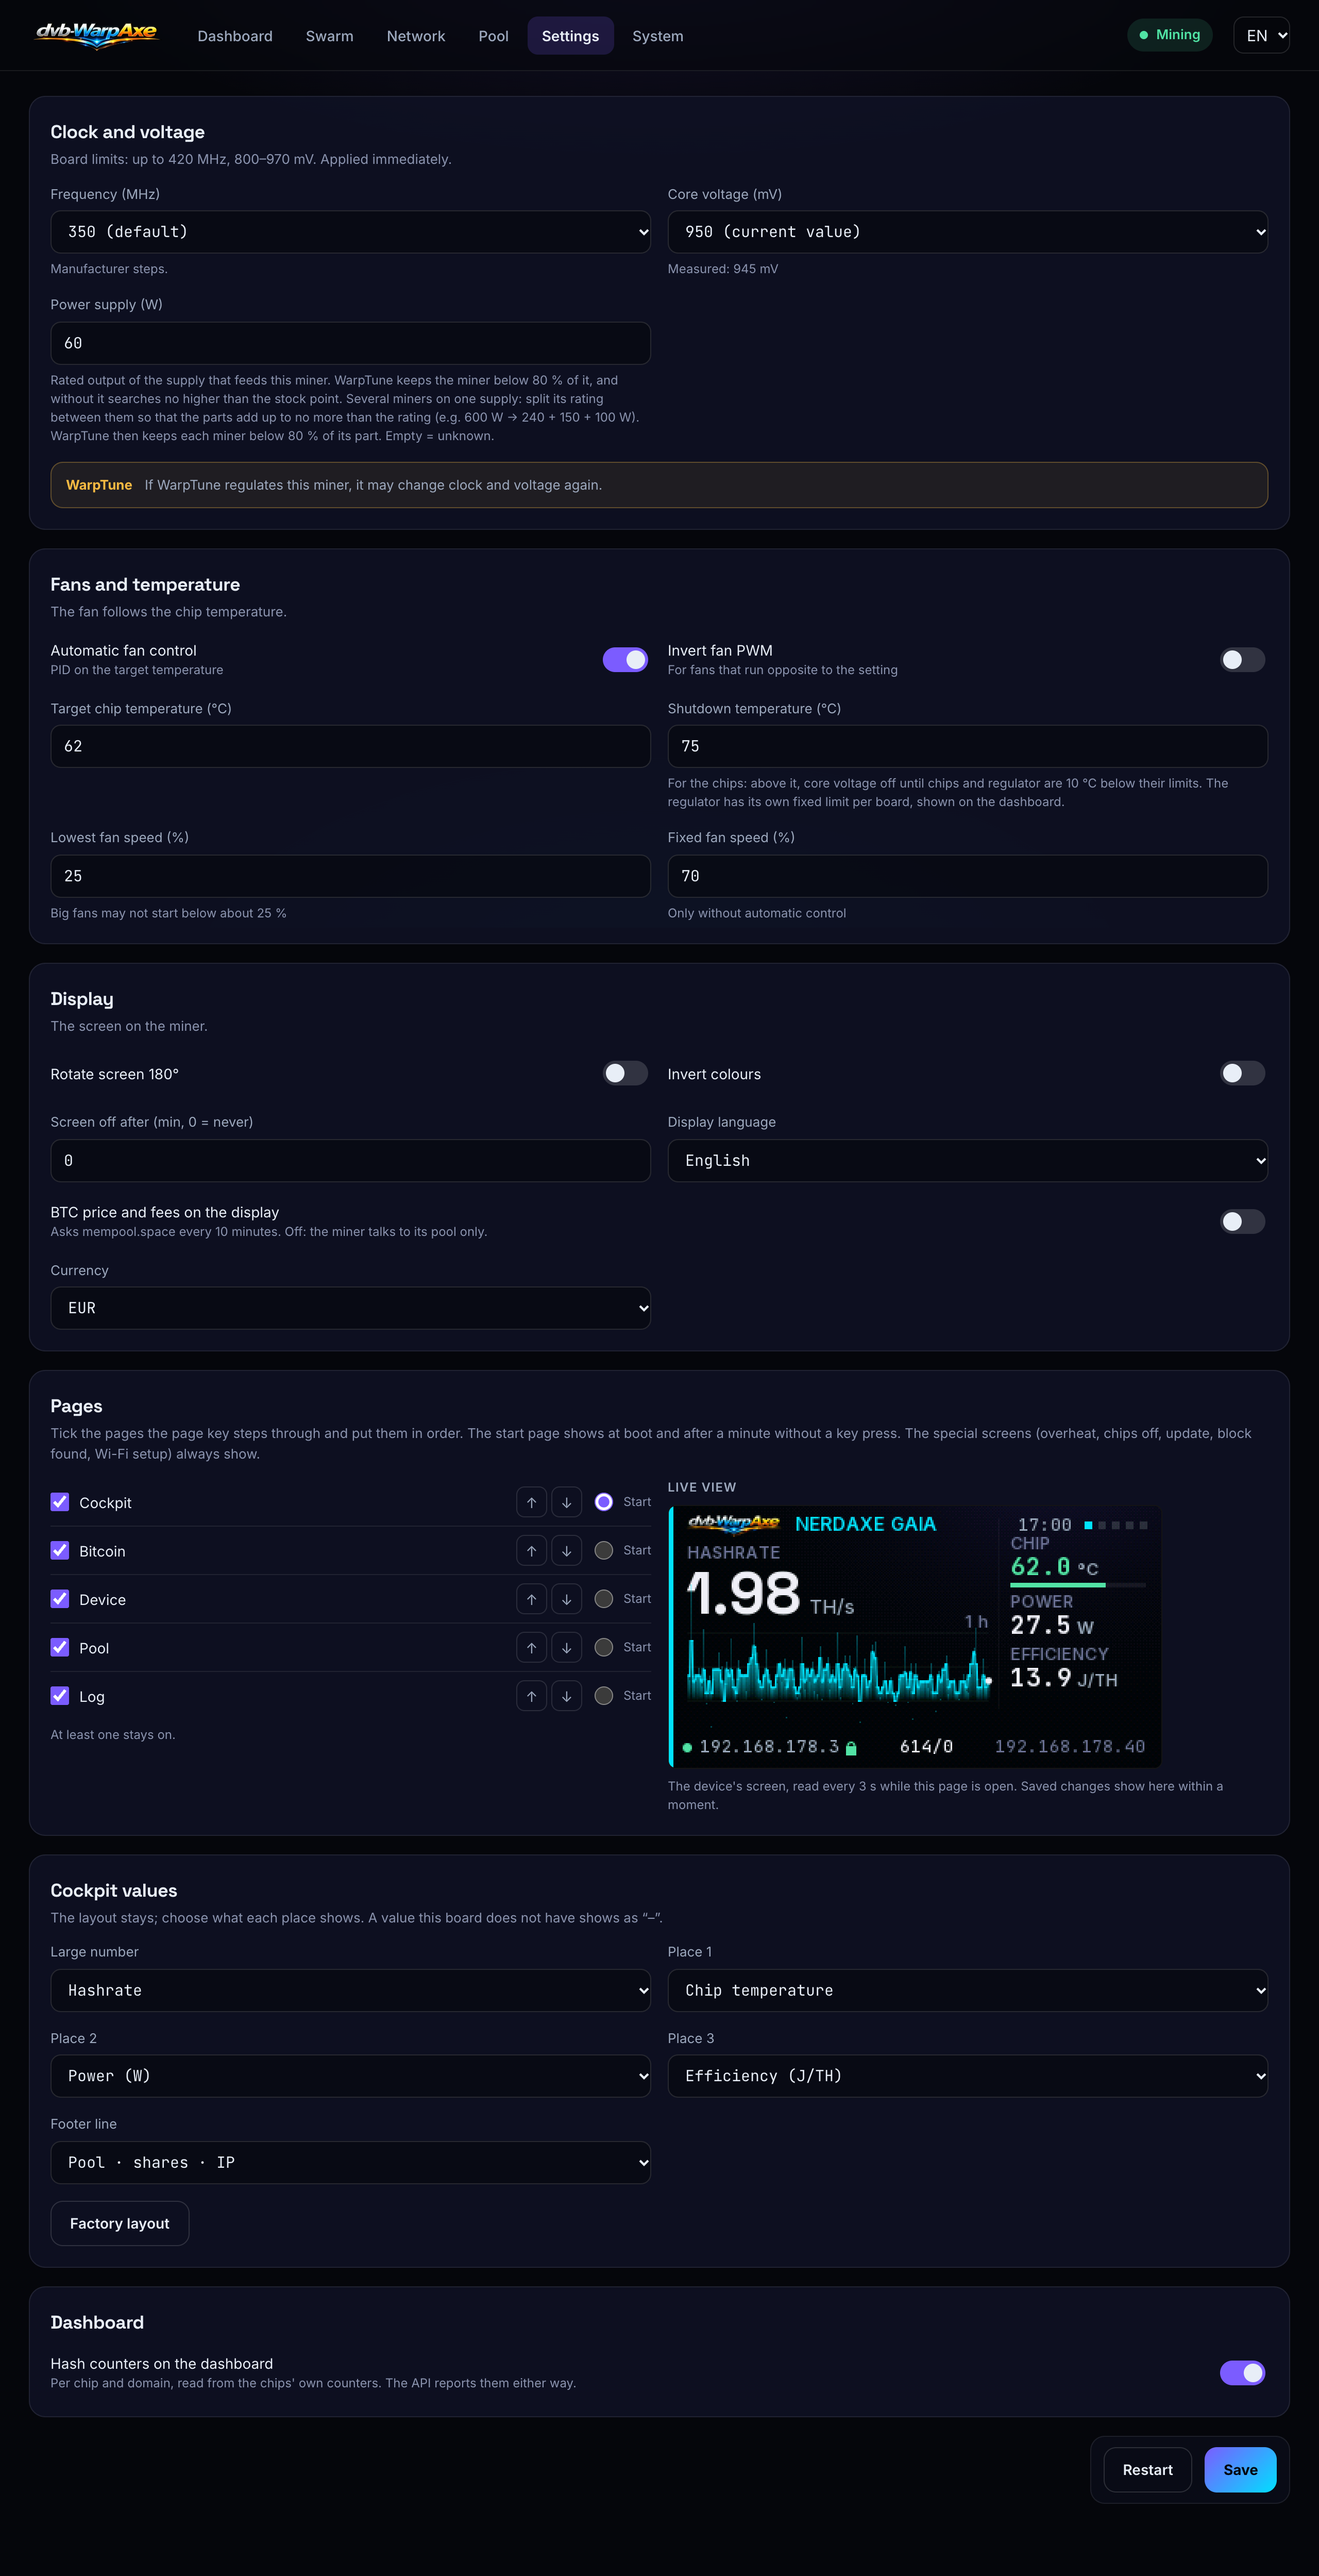 dvb-WarpAxe
Dashboard
Swarm
Network
Pool
Settings
System
Mining
EN
Clock and voltage
Board limits: up to 420 MHz, 800–970 mV. Applied immediately.
Frequency (MHz)
Core voltage (mV)
350 (default)
950 (current value)
Manufacturer steps.
Measured: 945 mV
Power supply (W)
60
Rated output of the supply that feeds this miner. WarpTune keeps the miner below 80 % of it, and
without it searches no higher than the stock point. Several miners on one supply: split its rating
between them so that the parts add up to no more than the rating (e.g. 600 W → 240 + 150 + 100 W).
WarpTune then keeps each miner below 80 % of its part. Empty = unknown.
WarpTune If WarpTune regulates this miner, it may change clock and voltage again.
Fans and temperature
The fan follows the chip temperature.
Automatic fan control
PID on the target temperature
Invert fan PWM
For fans that run opposite to the setting
Target chip temperature (°C)
62
Shutdown temperature (°C)
75
For the chips: above it, core voltage off until chips and regulator are 10 °C below their limits. The
regulator has its own fixed limit per board, shown on the dashboard.
Lowest fan speed (%)
25
Big fans may not start below about 25 %
Fixed fan speed (%)
70
Only without automatic control
Display
The screen on the miner.
Rotate screen 180°
Invert colours
Screen off after (min, 0 = never)
0
Display language
English
BTC price and fees on the display
Asks mempool.space every 10 minutes. Off: the miner talks to its pool only.
Currency
EUR
Pages
Tick the pages the page key steps through and put them in order. The start page shows at boot and after a minute without a key press. The special screens (overheat, chips off, update, block
found, Wi-Fi setup) always show.
Cockpit ↑ ↓ Start
Bitcoin ↑ ↓ Start
Device ↑ ↓ Start
Pool ↑ ↓ Start
Log ↑ ↓ Start
At least one stays on.
LIVE VIEW
dvb-WarpAxe NERDAXE GAIA
17:00
HASHRATE
1.98 TH/s
1 h
CHIP
62.0 °C
POWER
27.5 W
EFFICIENCY
13.9 J/TH
192.168.178.3
614/0
192.168.178.40
The device's screen, read every 3 s while this page is open. Saved changes show here within a
moment.
Cockpit values
The layout stays; choose what each place shows. A value this board does not have shows as “–”.
Large number
Hashrate
Place 1
Chip temperature
Place 2
Power (W)
Place 3
Efficiency (J/TH)
Footer line
Pool · shares · IP
Factory layout
Dashboard
Hash counters on the dashboard
Per chip and domain, read from the chips' own counters. The API reports them either way.
Restart
Save